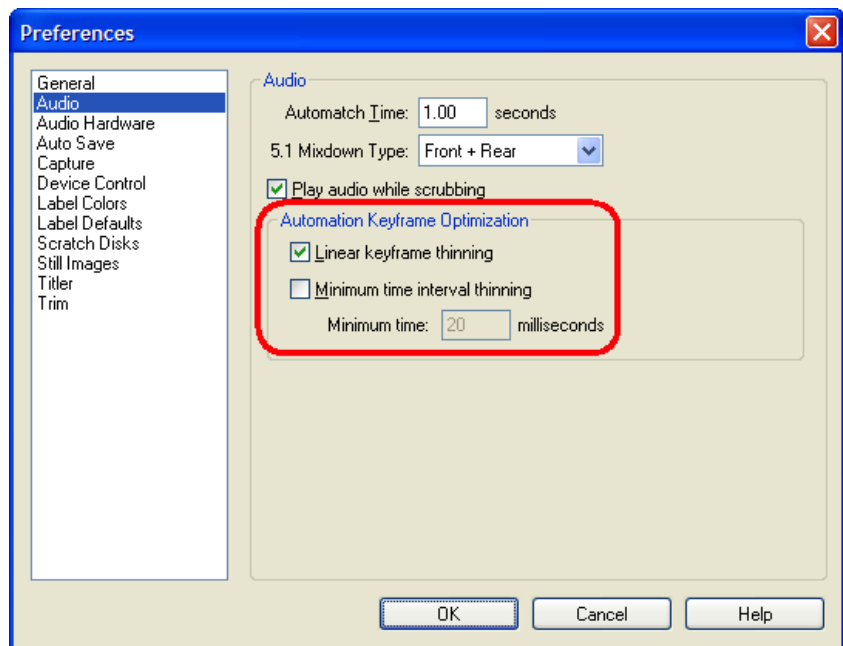 Preferences
General
Audio
Audio Hardware
Auto Save
Capture
Device Control
Label Colors
Label Defaults
Scratch Disks
Still Images
Titler
Trim
Audio
Automatch Time: 1.00 seconds
5.1 Mixdown Type: Front + Rear
Play audio while scrubbing
Automation Keyframe Optimization
Linear keyframe thinning
Minimum time interval thinning
Minimum time: 20 milliseconds
OK Cancel Help